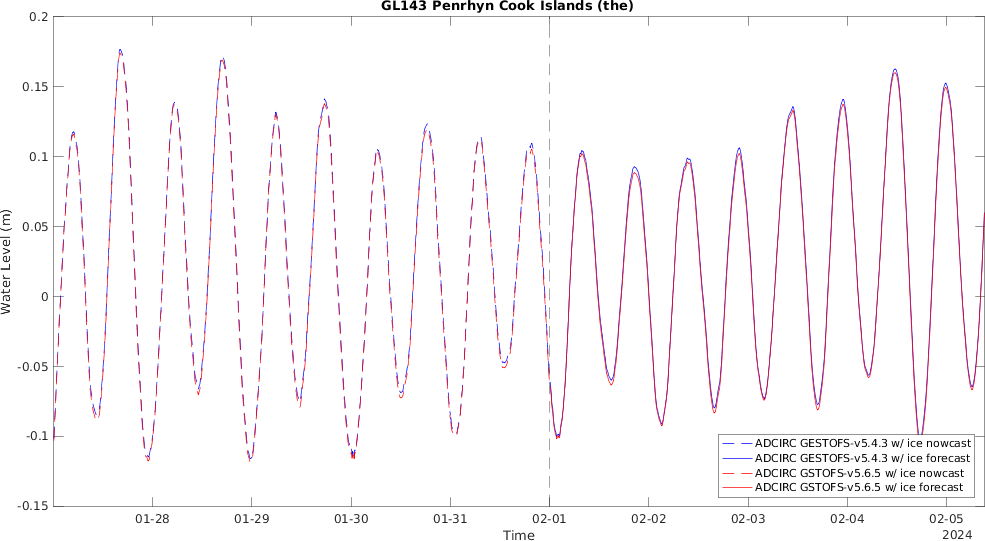 GL143 Penrhyn Cook Islands (the)
0.2
0.15
0.1
0.05
0
-0.05
-0.1
-0.15
Water Level (m)
ADCIRC GESTOFS-v5.4.3 w/ ice nowcast
ADCIRC GESTOFS-v5.4.3 w/ ice forecast
ADCIRC GSTOFS-v5.6.5 w/ ice nowcast
ADCIRC GSTOFS-v5.6.5 w/ ice forecast
01-28 01-29 01-30 01-31 02-01 02-02 02-03 02-04 02-05
Time
2024